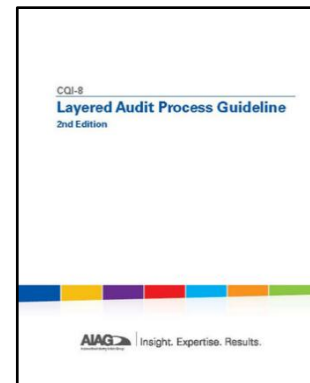 CQI-8
Layered Audit Process Guideline
2nd Edition
AIAG
Insight. Expertise. Results.